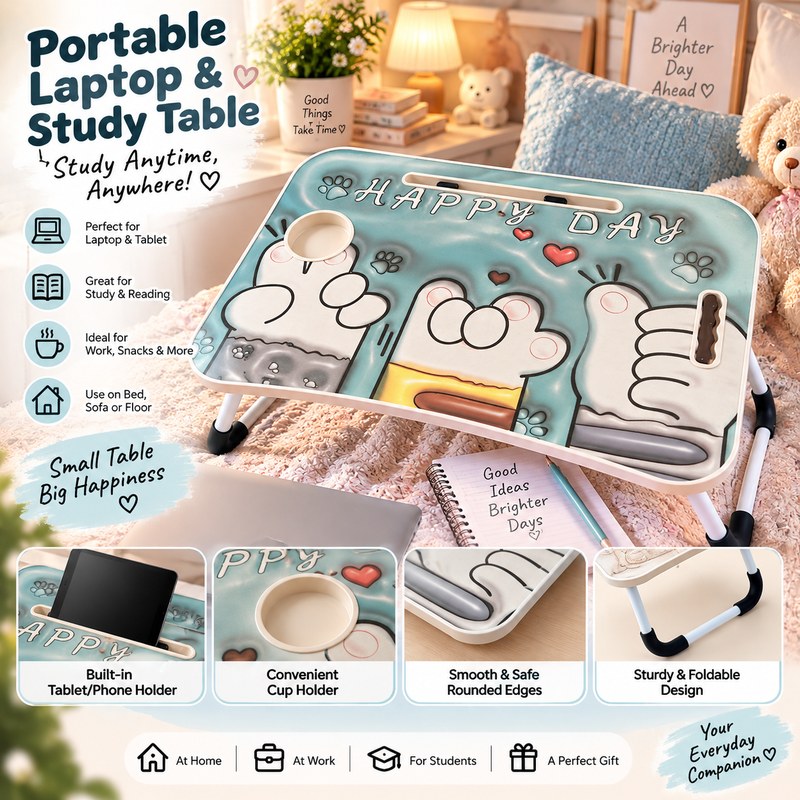 Portable
Laptop &
Study Table
Study Anytime,
Anywhere!
Perfect for
Laptop & Tablet
Great for
Study & Reading
Ideal for
Work, Snacks & More
Use on Bed,
Sofa or Floor
Small Table
Big Happiness
Good
Things
Take Time
A
Brighter
Day
Ahead
HAPPY DAY
Good
Ideas
Brighter
Days
APPY
PPY
Built-in
Tablet/Phone Holder
Convenient
Cup Holder
Smooth & Safe
Rounded Edges
Sturdy & Foldable
Design
At Home
At Work
For Students
A Perfect Gift
Your
Everyday
Companion